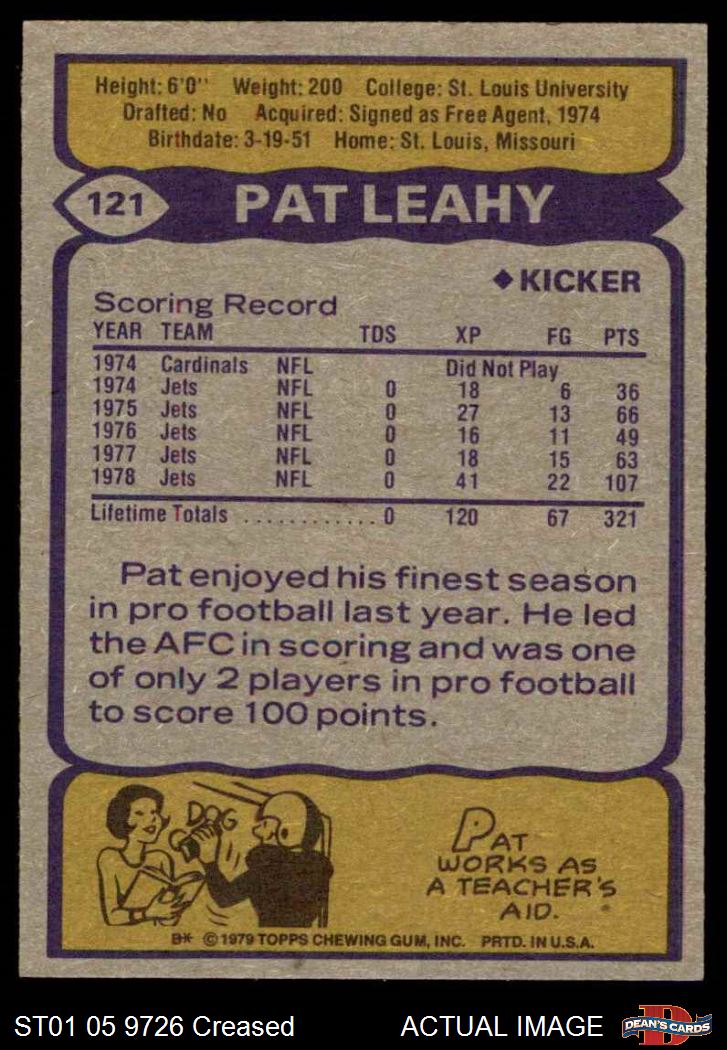 Height: 6'0" Weight: 200 College: St. Louis University
Drafted: No Acquired: Signed as Free Agent, 1974
Birthdate: 3-19-51 Home: St. Louis, Missouri
121 PAT LEAHY
◆KICKER
Scoring Record
YEAR TEAM TDS XP FG PTS
1974 Cardinals NFL Did Not Play
1974 Jets NFL 0 18 6 36
1975 Jets NFL 0 27 13 66
1976 Jets NFL 0 16 11 49
1977 Jets NFL 0 18 15 63
1978 Jets NFL 0 41 22 107
Lifetime Totals ............ 0 120 67 321
Pat enjoyed his finest season
in pro football last year. He led
the AFC in scoring and was one
of only 2 players in pro football
to score 100 points.
DOG
PAT
WORKS AS
A TEACHER'S
AID.
B* © 1979 TOPPS CHEWING GUM, INC. PRTD. IN U.S.A.
ST01 05 9726 Creased ACTUAL IMAGE
D
DEAN'S CARDS